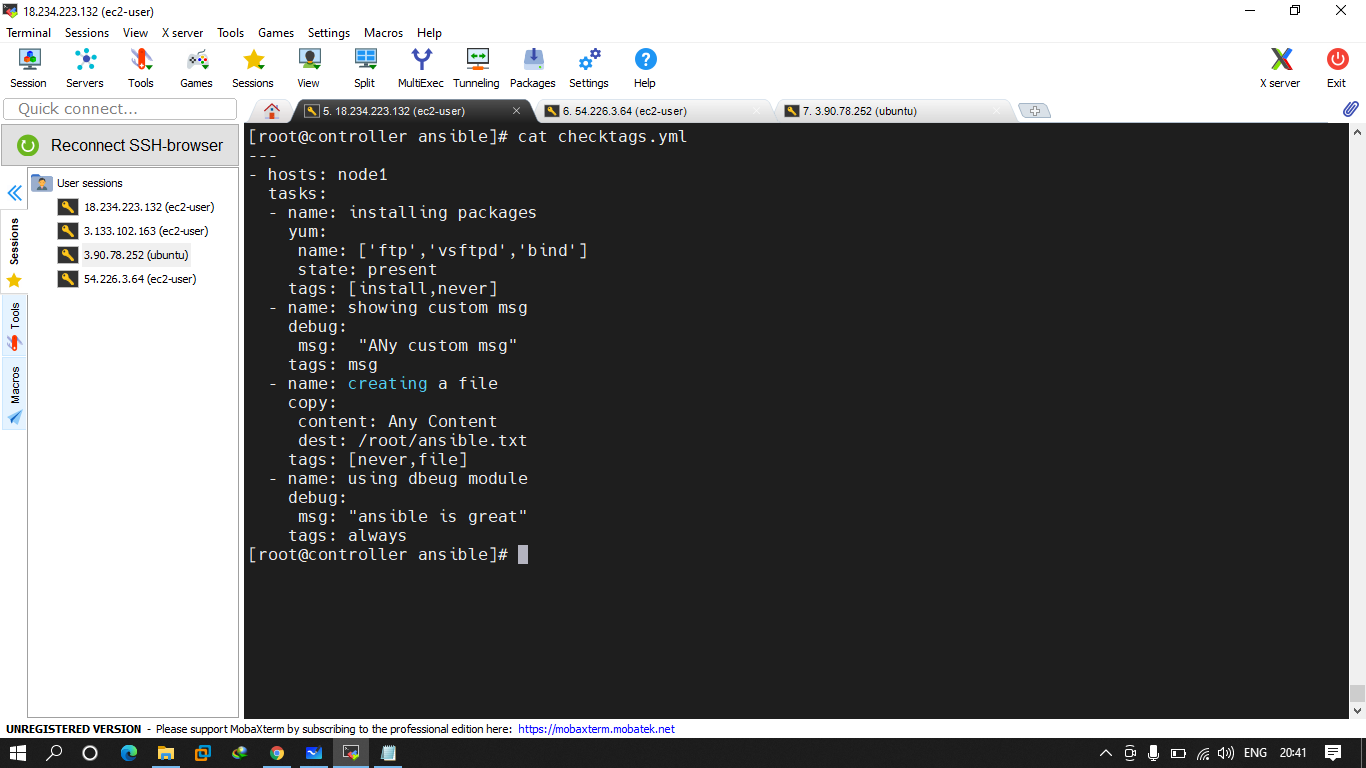 18.234.223.132 (ec2-user)
Terminal Sessions View X server Tools Games Settings Macros Help
Session Servers Tools Games Sessions View Split MultiExec Tunneling Packages Settings Help X server Exit
Quick connect...
5. 18.234.223.132 (ec2-user)
6. 54.226.3.64 (ec2-user)
7. 3.90.78.252 (ubuntu)
Reconnect SSH-browser
User sessions
18.234.223.132 (ec2-user)
3.133.102.163 (ec2-user)
3.90.78.252 (ubuntu)
54.226.3.64 (ec2-user)
Sessions
Tools
Macros
[root@controller ansible]# cat checktags.yml
---
- hosts: node1
  tasks:
  - name: installing packages
    yum:
     name: ['ftp','vsftpd','bind']
     state: present
    tags: [install,never]
  - name: showing custom msg
    debug:
     msg:  "ANy custom msg"
    tags: msg
  - name: creating a file
    copy:
     content: Any Content
     dest: /root/ansible.txt
    tags: [never,file]
  - name: using dbeug module
    debug:
     msg: "ansible is great"
    tags: always
[root@controller ansible]#
UNREGISTERED VERSION - Please support MobaXterm by subscribing to the professional edition here: https://mobaxterm.mobatek.net
ENG 20:41